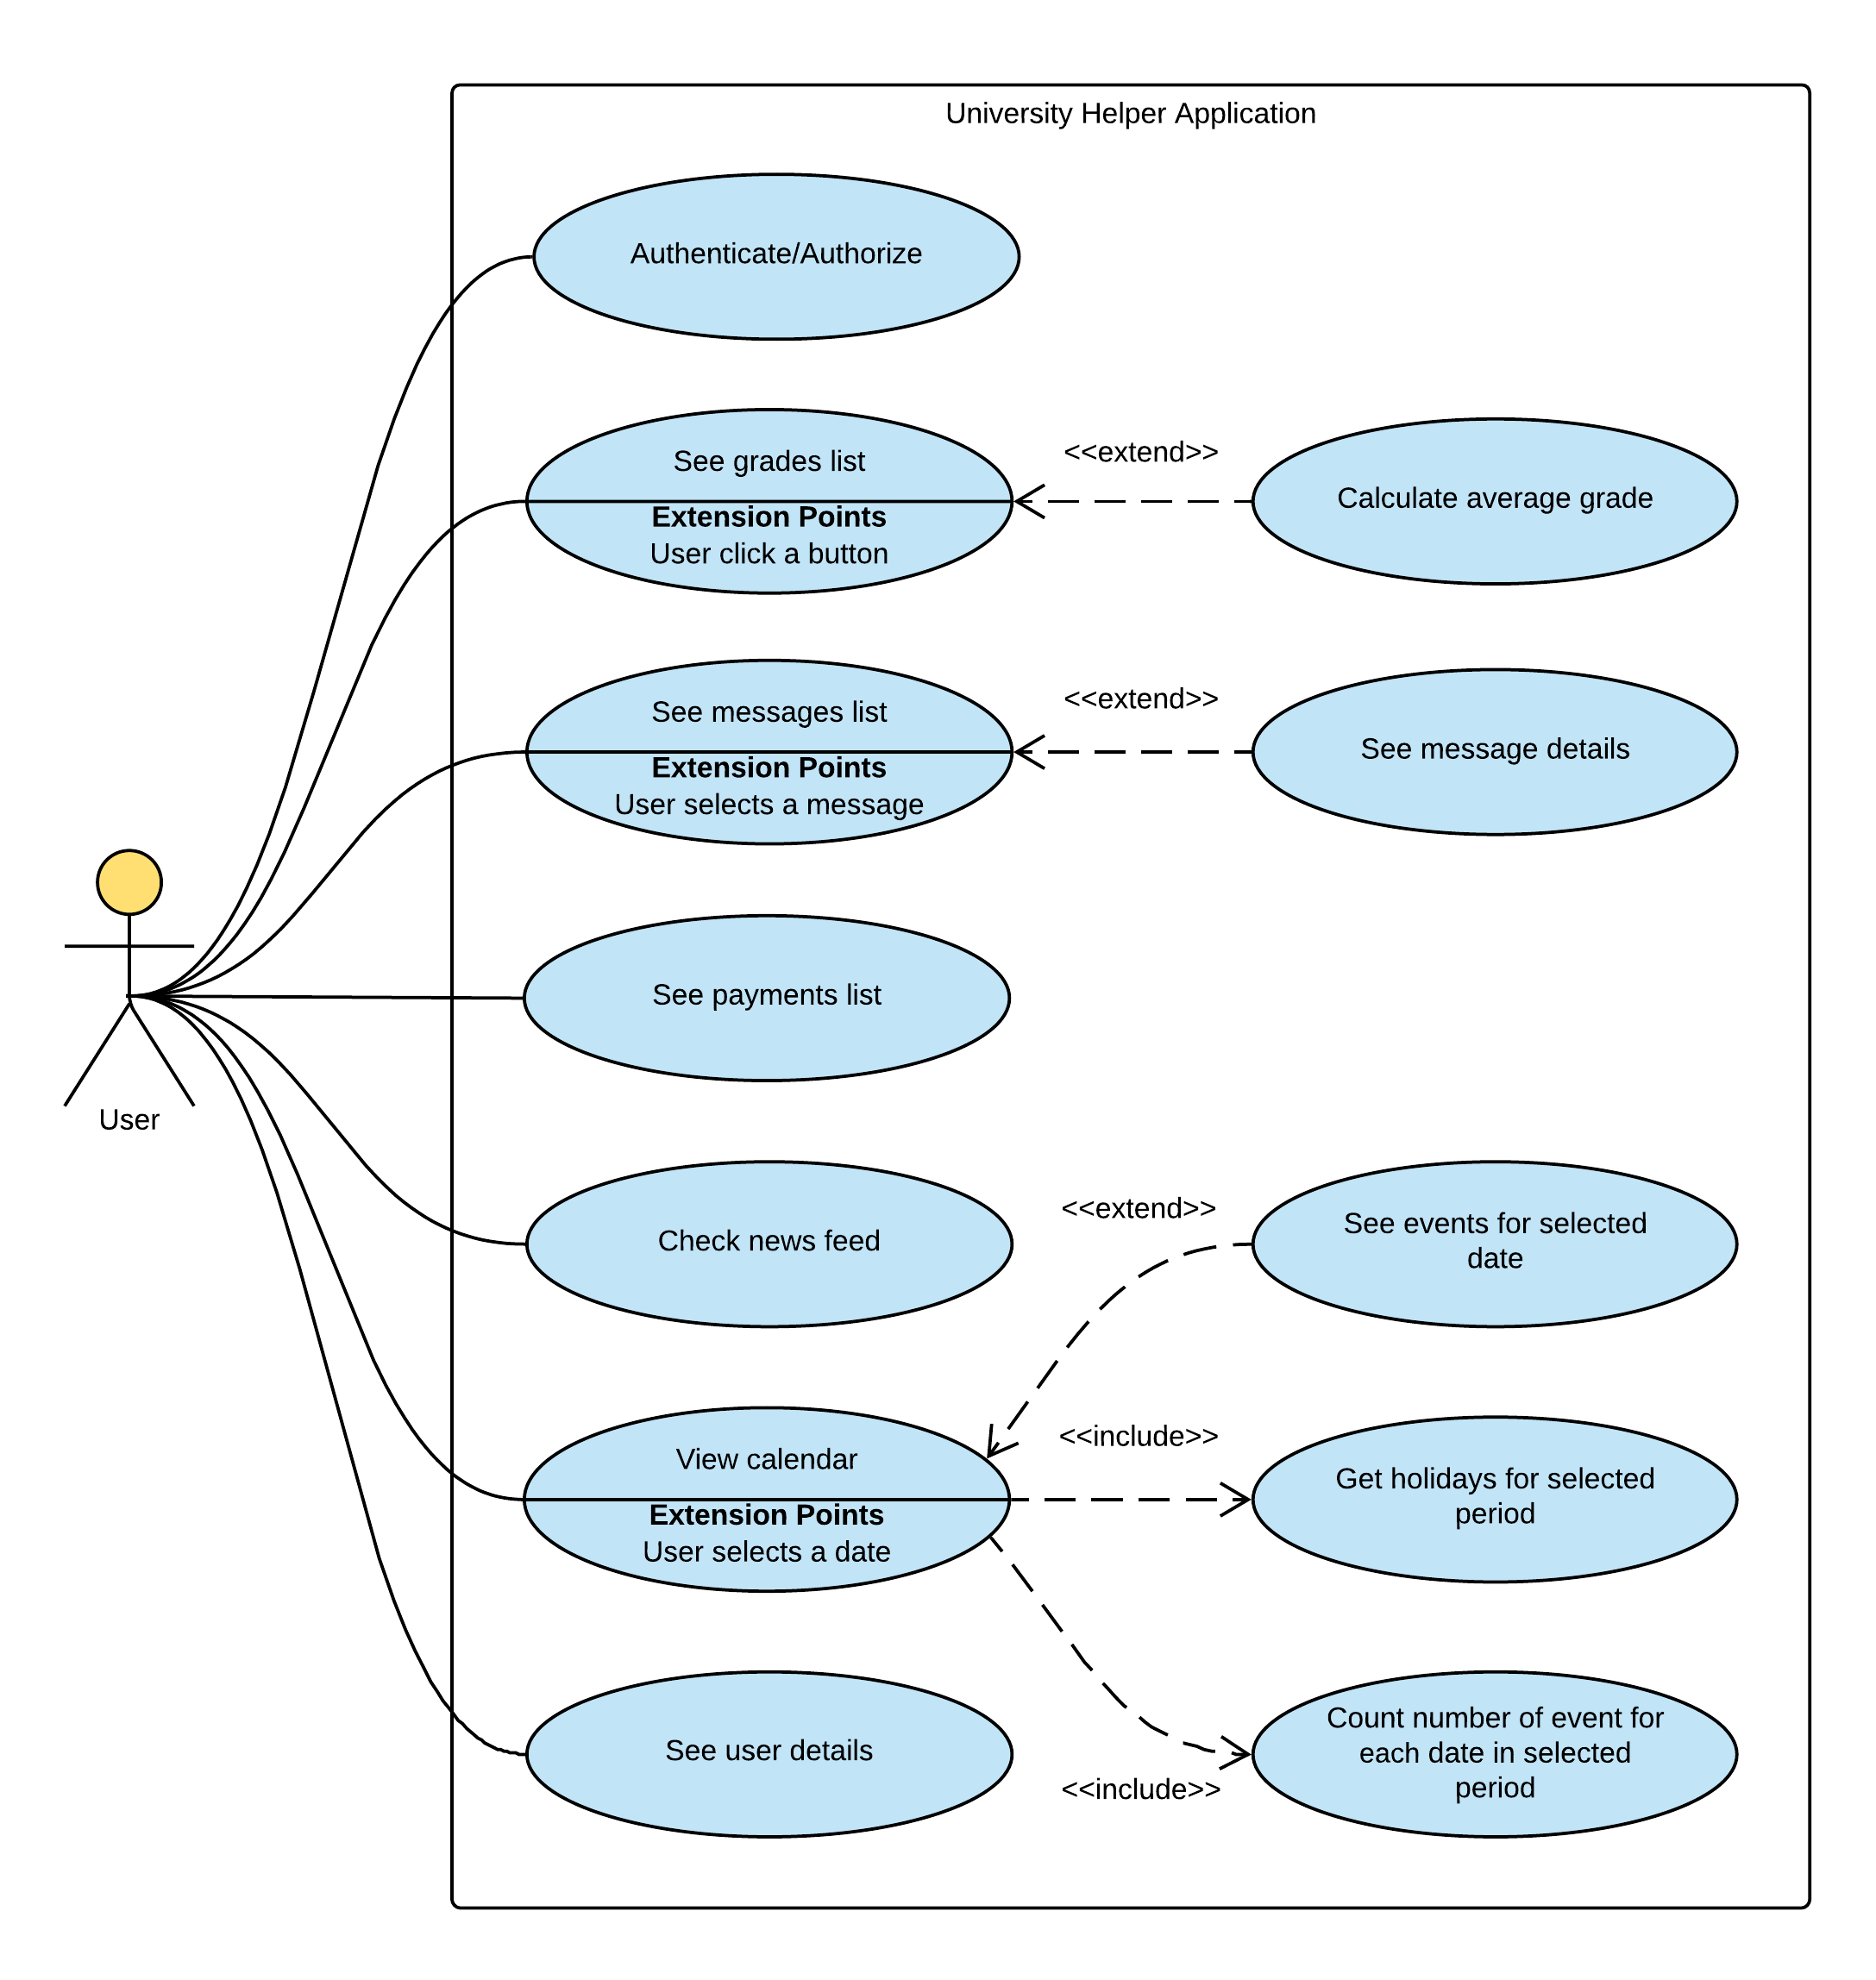 University Helper Application
Authenticate/Authorize
See grades list
Extension Points
User click a button
<<extend>>
Calculate average grade
See messages list
Extension Points
User selects a message
<<extend>>
See message details
User
See payments list
Check news feed
<<extend>>
See events for selected
date
View calendar
Extension Points
User selects a date
<<include>>
Get holidays for selected
period
See user details
<<include>>
Count number of event for
each date in selected
period